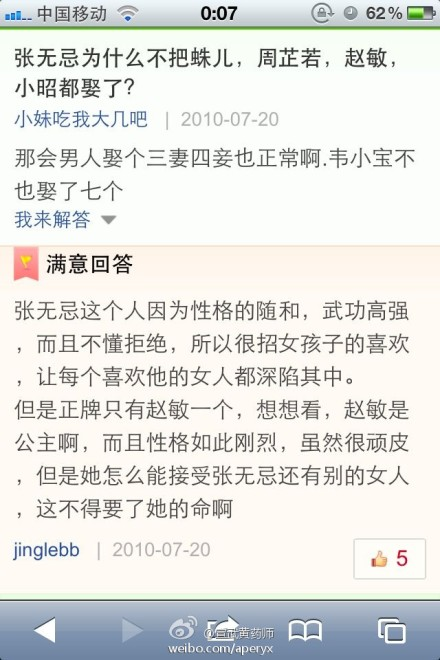 中国移动 0:07 62%
张无忌为什么不把蛛儿，周芷若，赵敏，
小昭都娶了？
小妹吃我大几吧 | 2010-07-20
那会男人娶个三妻四妾也正常啊.韦小宝不
也娶了七个
我来解答
满意回答
张无忌这个人因为性格的随和，武功高强
，而且不懂拒绝，所以很招女孩子的喜欢
，让每个喜欢他的女人都深陷其中。
但是正牌只有赵敏一个，想想看，赵敏是
公主啊，而且性格如此刚烈，虽然很顽皮
，但是她怎么能接受张无忌还有别的女人
，这不得要了她的命啊
jinglebb | 2010-07-20
5
黄药师
weibo.com/aperyx